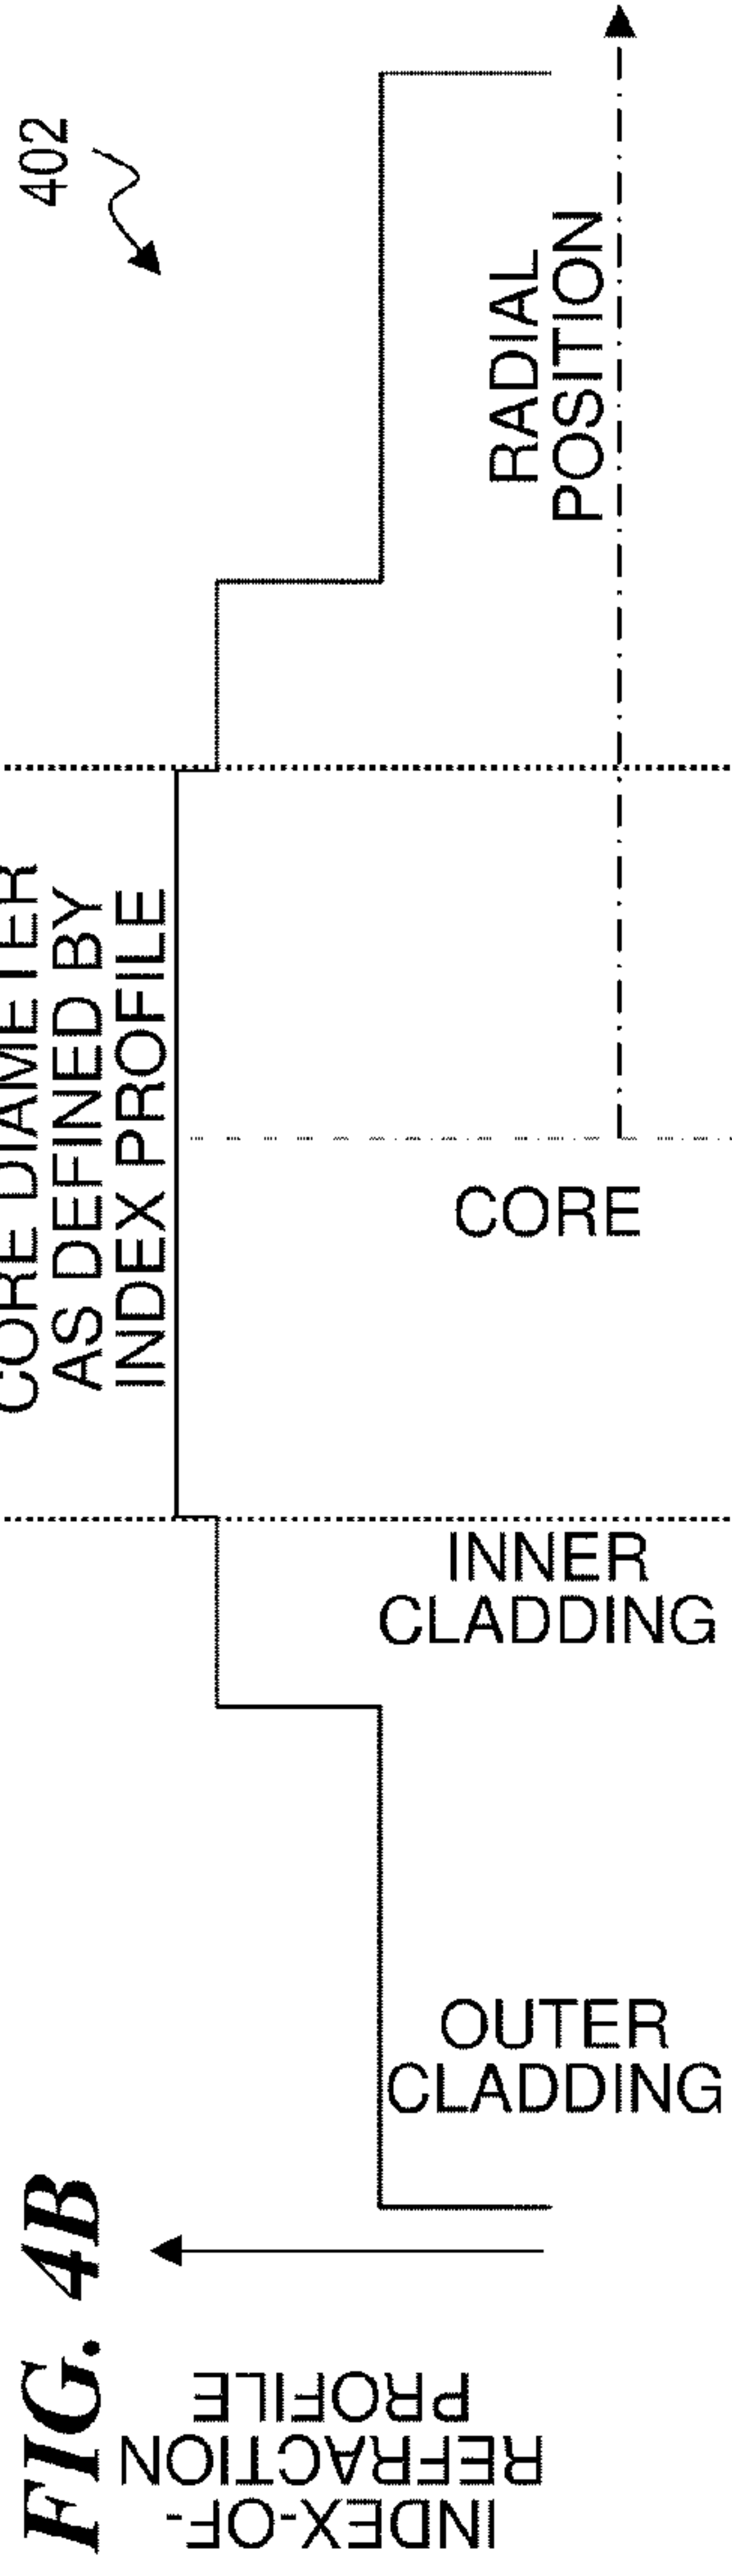 FIG. 4B
402
CORE DIAMETER
AS DEFINED BY
INDEX PROFILE
INDEX-OF-
REFRACTION
PROFILE
OUTER
CLADDING
INNER
CLADDING
CORE
RADIAL
POSITION